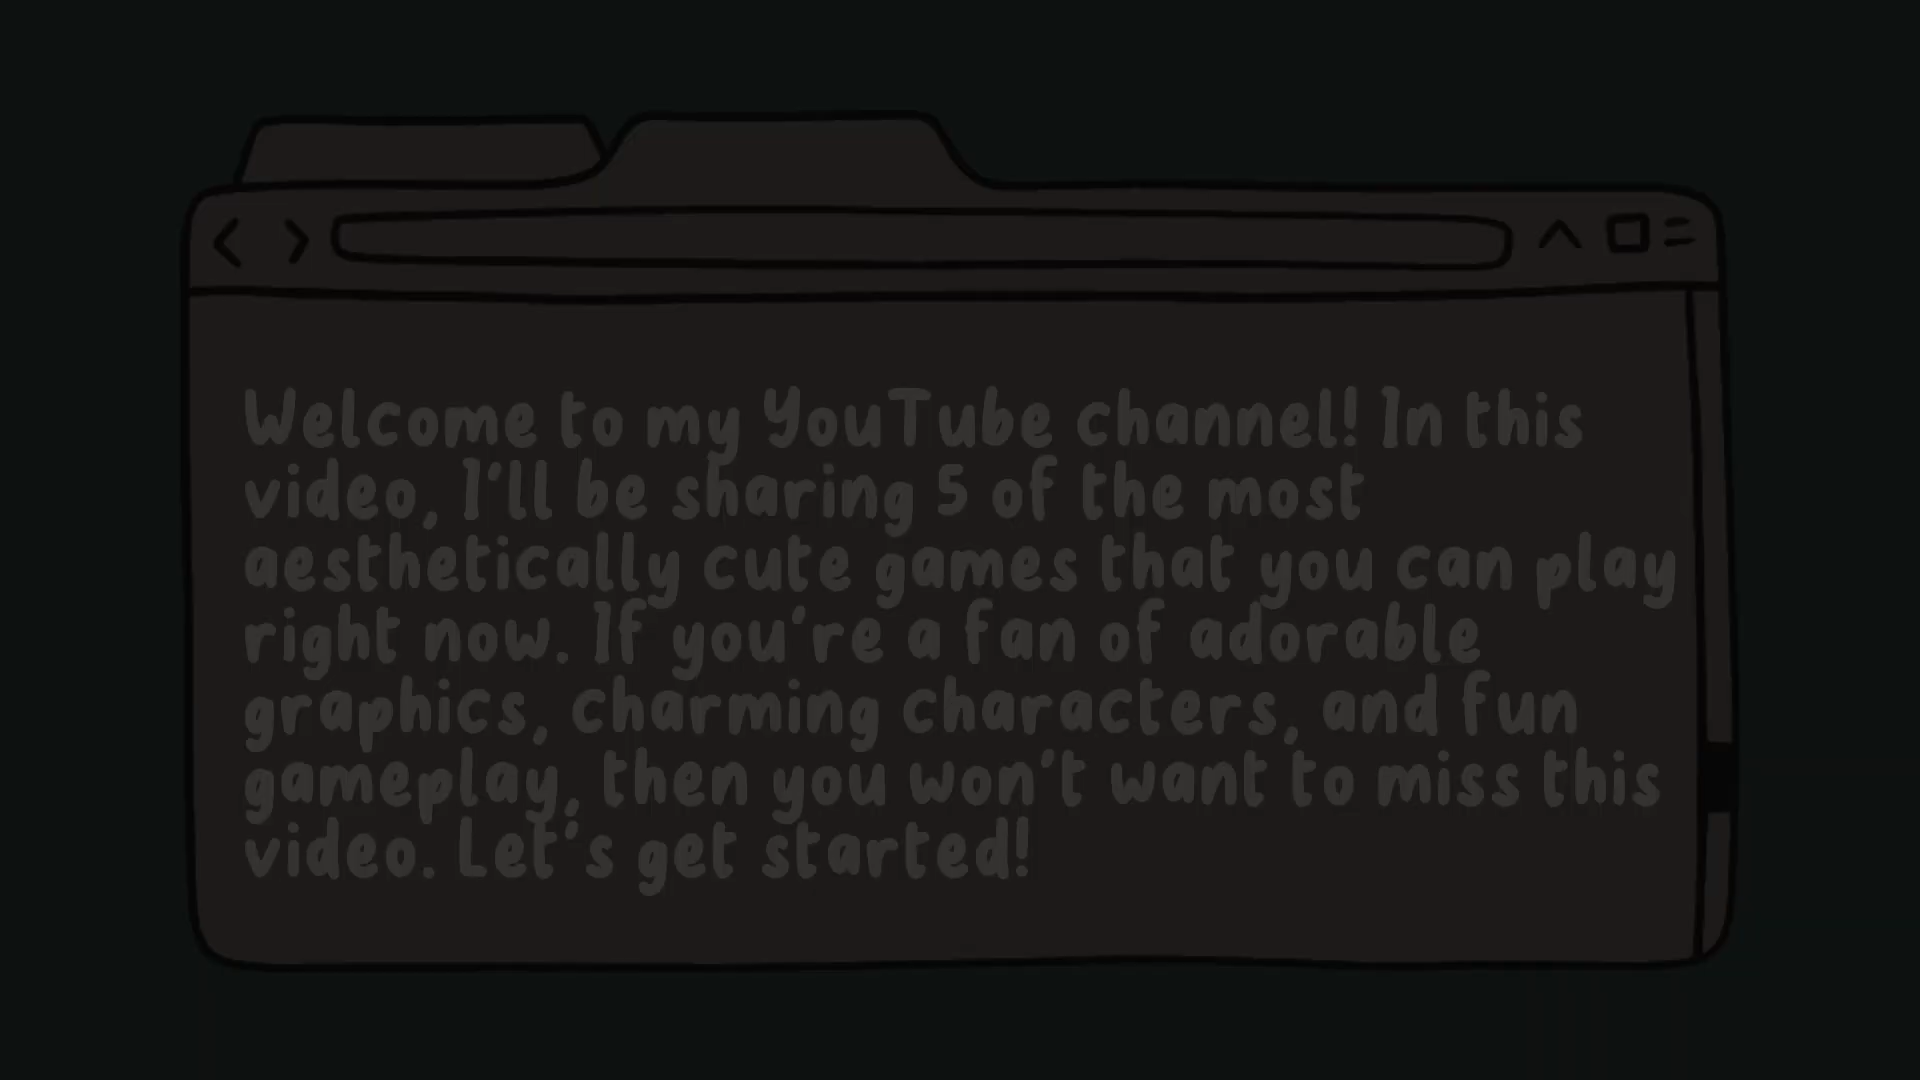 Welcome to my YouTube channel! In this
video, I'll be sharing 5 of the most
aesthetically cute games that you can play
right now. If you're a fan of adorable
graphics, charming characters, and fun
gameplay, then you won't want to miss this
video. Let's get started!